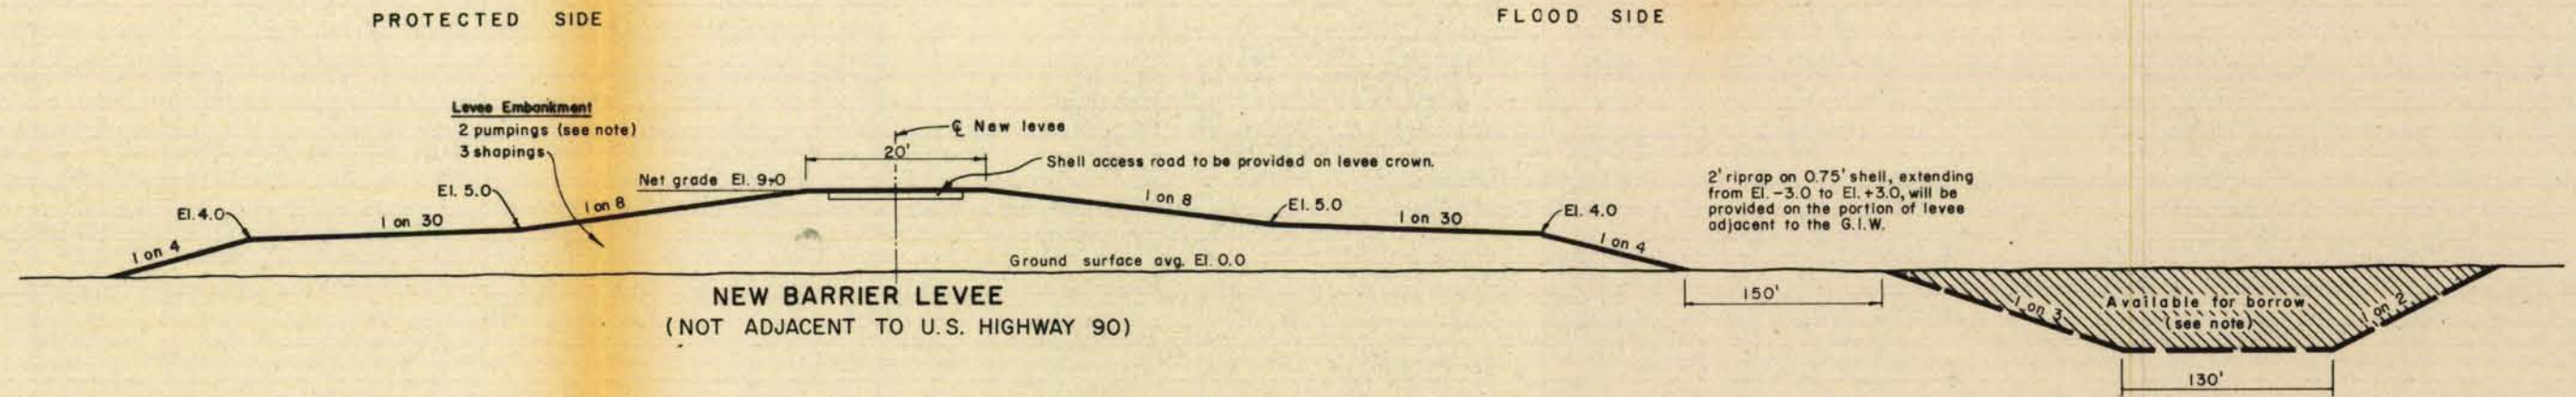 PROTECTED SIDE
FLOOD SIDE
Levee Embankment
2 pumpings (see note)
3 shapings
℄ New levee
20'
Shell access road to be provided on levee crown.
Net grade El. 9.0
El. 5.0
El. 4.0
1 on 4
1 on 30
1 on 8
1 on 8
El. 5.0
1 on 30
El. 4.0
1 on 4
2' riprap on 0.75' shell, extending
from El. -3.0 to El. +3.0, will be
provided on the portion of levee
adjacent to the G.I.W.
Ground surface avg. El. 0.0
NEW BARRIER LEVEE
(NOT ADJACENT TO U.S. HIGHWAY 90)
150'
1 on 3
Available for borrow
(see note)
1 on 2
130'